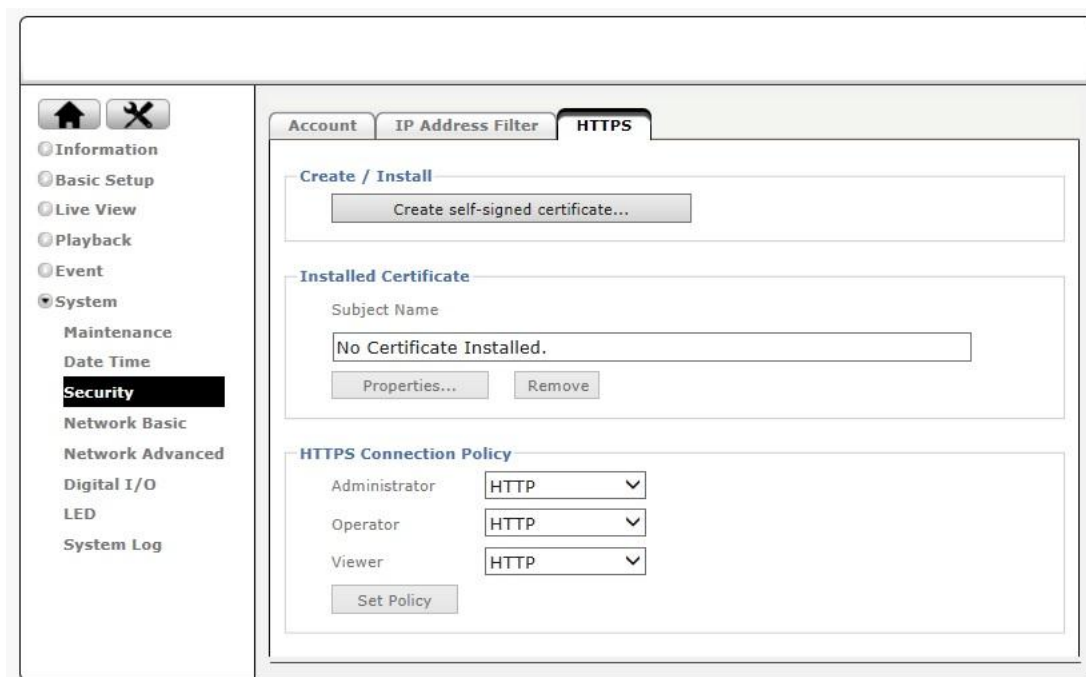 Account
IP Address Filter
HTTPS
Information
Basic Setup
Live View
Playback
Event
System
Maintenance
Date Time
Security
Network Basic
Network Advanced
Digital I/O
LED
System Log
Create / Install
Create self-signed certificate...
Installed Certificate
Subject Name
No Certificate Installed.
Properties...
Remove
HTTPS Connection Policy
Administrator HTTP
Operator HTTP
Viewer HTTP
Set Policy